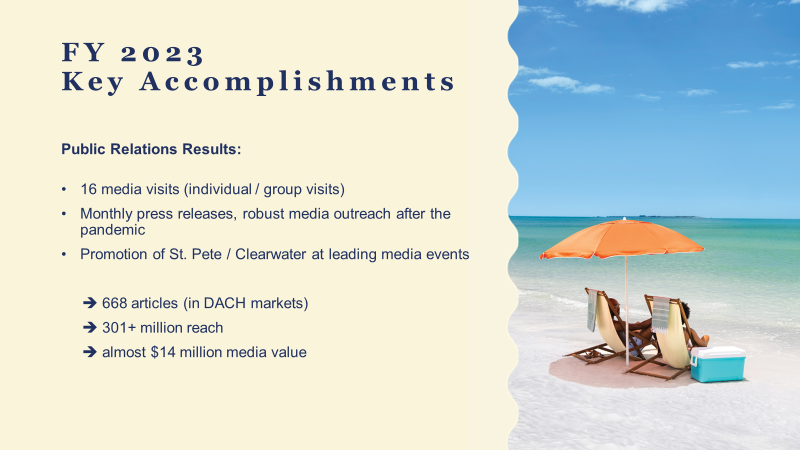 FY 2023
Key Accomplishments
Public Relations Results:
• 16 media visits (individual / group visits)
• Monthly press releases, robust media outreach after the
pandemic
• Promotion of St. Pete / Clearwater at leading media events
➔ 668 articles (in DACH markets)
➔ 301+ million reach
➔ almost $14 million media value